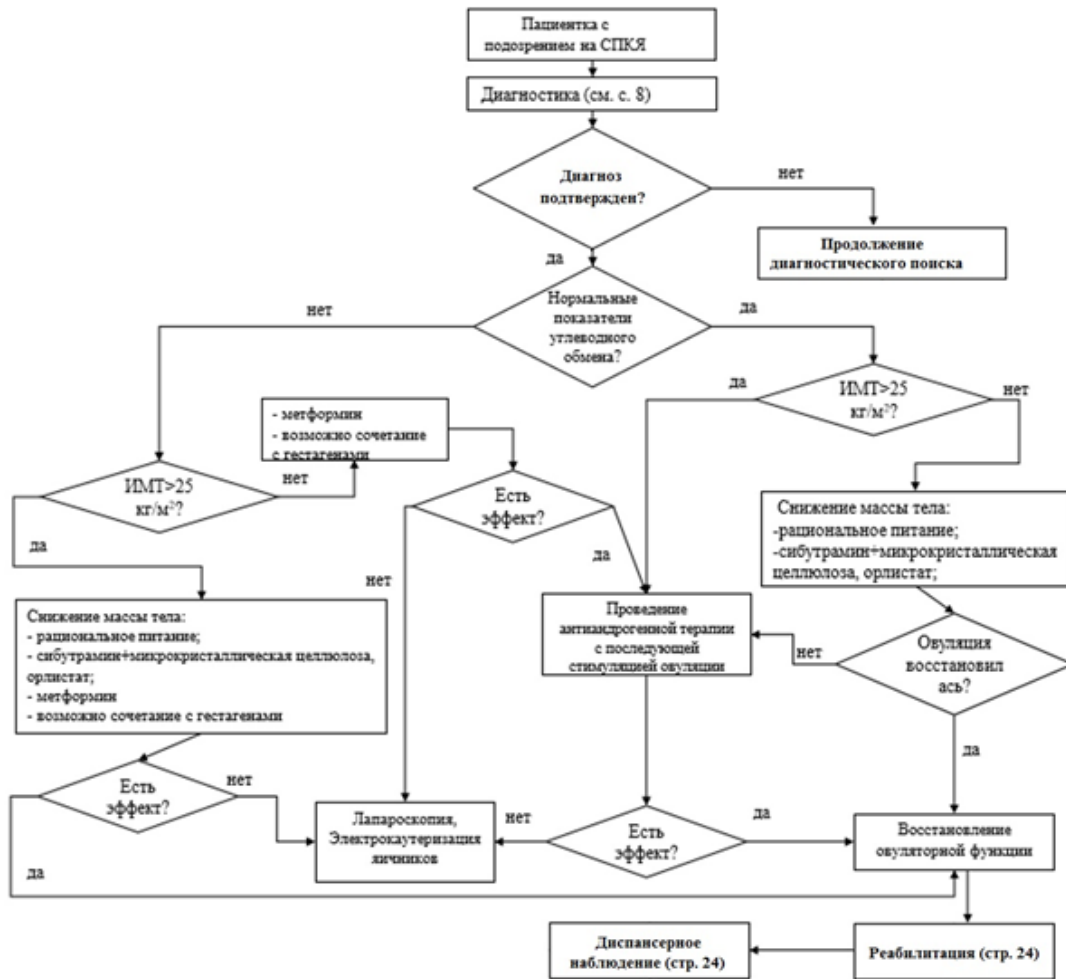 Пациентка с
подозрением на СПКЯ
Диагностика (см. с. 8)
Диагноз
подтвержден?
нет
Продолжение
диагностического поиска
да
Нормальные
показатели
углеводного
обмена?
нет
да
ИМТ>25
кг/м²?
да
нет
- метформин
- возможно сочетание
с гестагенами
ИМТ>25
кг/м²?
нет
да
Есть
эффект?
нет
да
Снижение массы тела:
-рациональное питание;
-сибутрамин+микрокристаллическая
целлюлоза, орлистат;
Снижение массы тела:
- рациональное питание;
- сибутрамин+микрокристаллическая целлюлоза,
орлистат;
- метформин
- возможно сочетание с гестагенами
Проведение
антиандрогенной терапии
с последующей
стимуляцией овуляции
нет
Овуляция
восстановил
ась?
да
Есть
эффект?
нет
да
Лапароскопия,
Электрокаутеризация
яичников
нет
Есть
эффект?
да
Восстановление
овуляторной функции
Диспансерное
наблюдение (стр. 24)
Реабилитация (стр. 24)